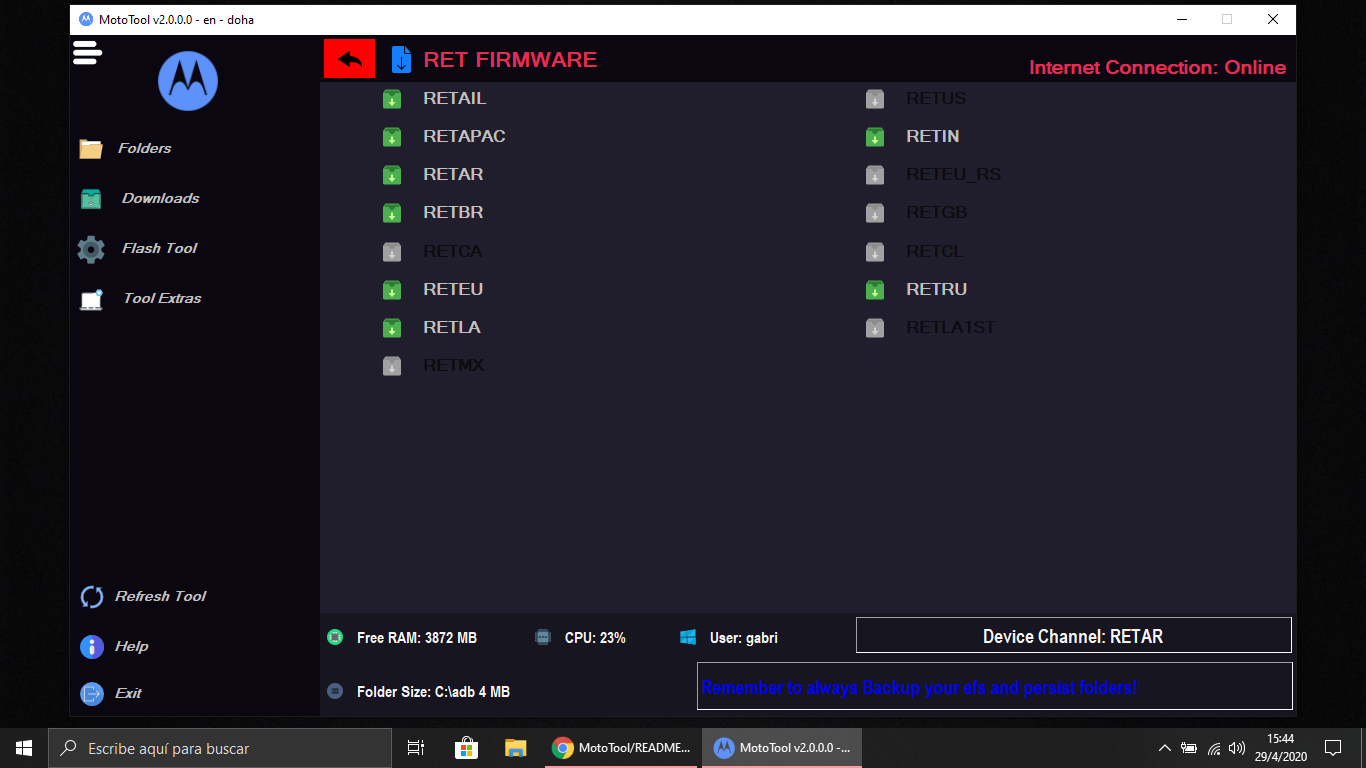 MotoTool v2.0.0.0 - en - doha
RET FIRMWARE
Internet Connection: Online
Folders
Downloads
Flash Tool
Tool Extras
Refresh Tool
Help
Exit
RETAIL
RETAPAC
RETAR
RETBR
RETCA
RETEU
RETLA
RETMX
RETUS
RETIN
RETEU_RS
RETGB
RETCL
RETRU
RETLA1ST
Free RAM: 3872 MB
CPU: 23%
User: gabri
Device Channel: RETAR
Folder Size: C:\adb 4 MB
Remember to always Backup your efs and persist folders!
Escribe aquí para buscar
MotoTool/README...
MotoTool v2.0.0.0 -...
15:44
29/4/2020